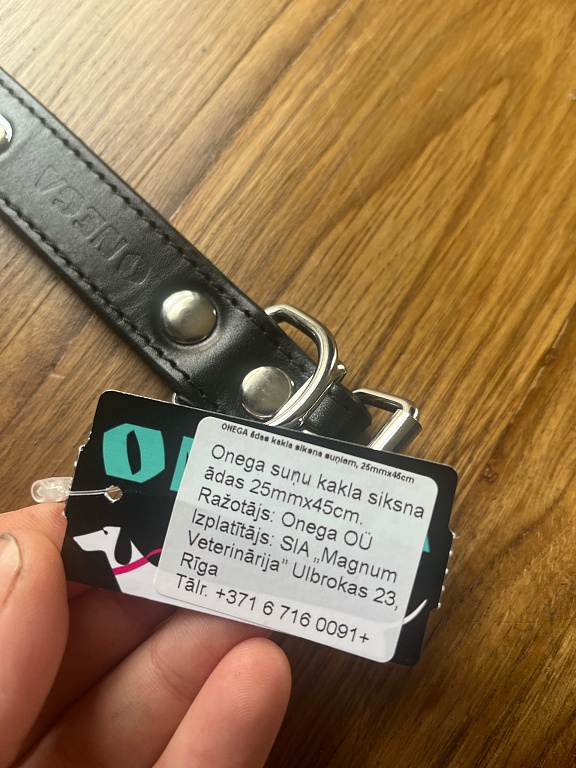 ONEGA
ONEGA ādas kakla siksna suņiem, 25mmx45cm
Onega suņu kakla siksna
ādas 25mmx45cm.
Ražotājs: Onega OÜ
Izplatītājs: SIA „Magnum
Veterinārija” Ulbrokas 23,
Rīga
Tālr. +371 6 716 0091+